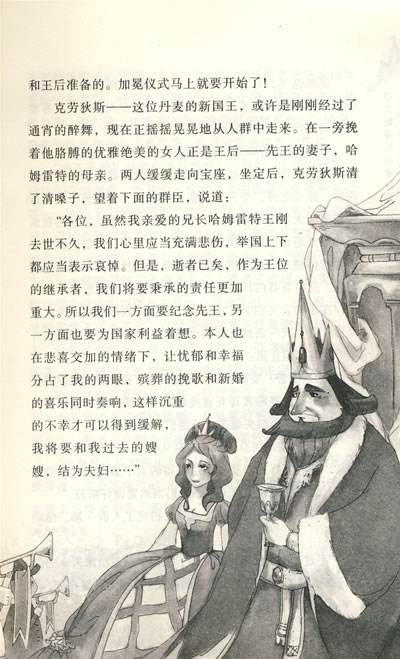 和王后准备的。加冕仪式马上就要开始了！
克劳狄斯——这位丹麦的新国王，或许是刚刚经过了
通宵的醉舞，现在正摇摇晃晃地从人群中走来。在一旁挽
着他胳膊的优雅绝美的女人正是王后——先王的妻子，哈
姆雷特的母亲。两人缓缓走向宝座，坐定后，克劳狄斯清
了清嗓子，望着下面的群臣，说道：
“各位，虽然我亲爱的兄长哈姆雷特王刚
去世不久，我们心里应当充满悲伤，举国上下
都应当表示哀悼。但是，逝者已矣，作为王位
的继承者，我们将要秉承的责任更加
重大。所以我们一方面要纪念先王，另
一方面也要为国家利益着想。本人也
在悲喜交加的情绪下，让忧郁和幸福
分占了我的两眼，殡葬的挽歌和新婚
的喜乐同时奏响，这样沉重
的不幸才可以得到缓解，
我将要和我过去的嫂
嫂，结为夫妇……”